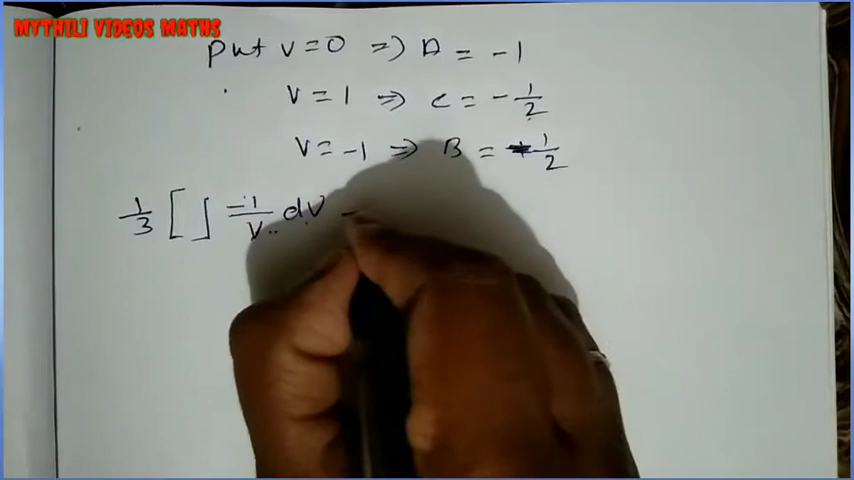 MYTHILI VIDEOS MATHS
Put v=0 => A = -1
v = 1 => c = - 1/2
v = -1 => B = 1/2
1/3 [ ∫ -1/v dv -